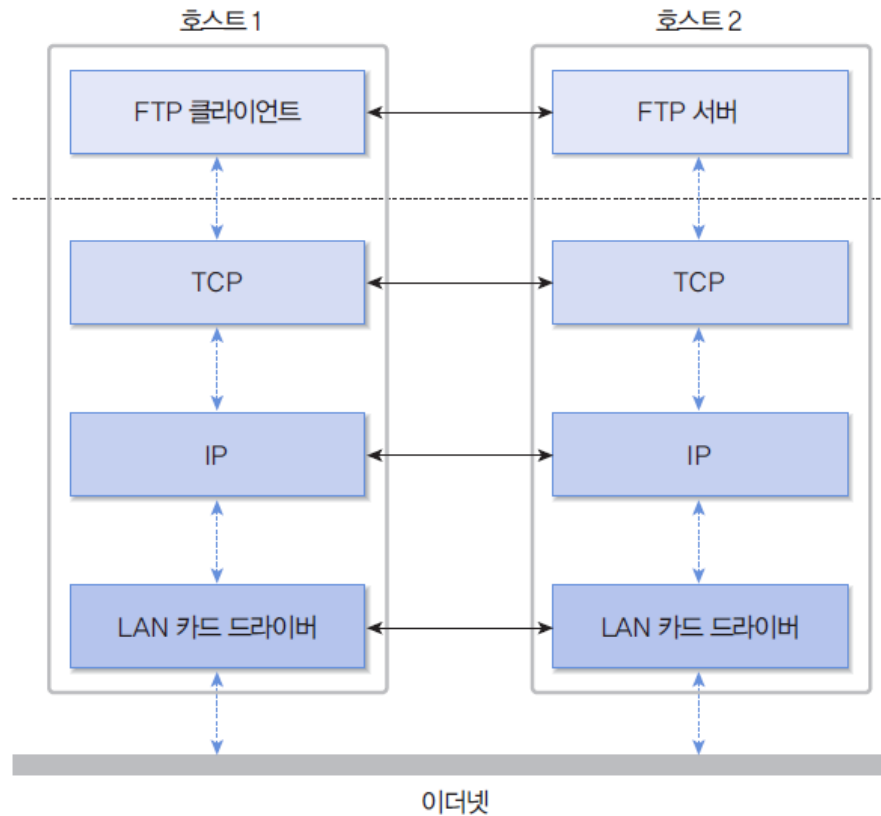 호스트 1
호스트 2
FTP 클라이언트
FTP 서버
TCP
TCP
IP
IP
LAN 카드 드라이버
LAN 카드 드라이버
이더넷